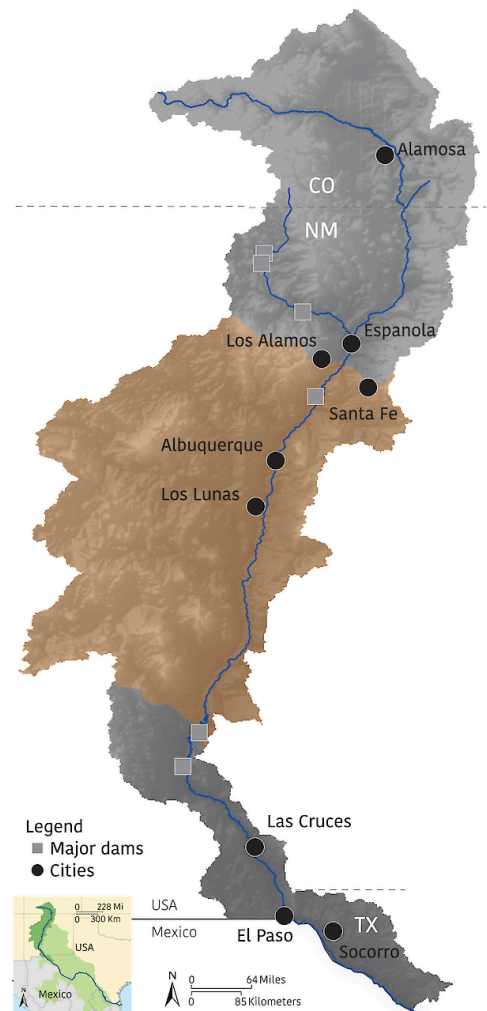 Alamosa
CO
NM
Espanola
Los Alamos
Santa Fe
Albuquerque
Los Lunas
Las Cruces
Legend
Major dams
Cities
USA
Mexico
El Paso
TX
Socorro
0 228 Mi
0 300 Km
USA
Mexico
N
0 64 Miles
0 85 Kilometers
N